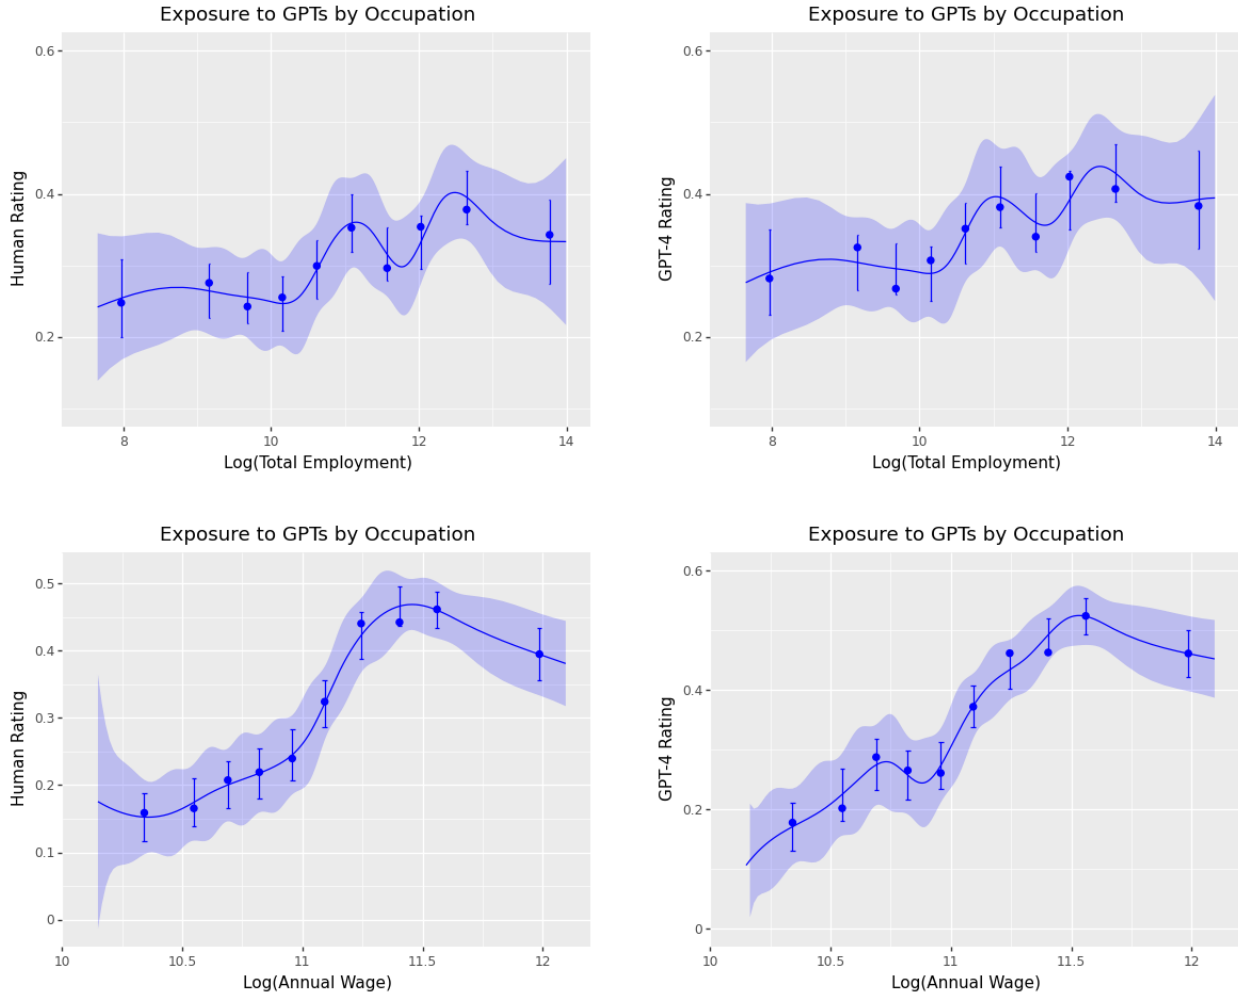 Exposure to GPTs by Occupation
0.6
0.4
0.2
Human Rating
8
10
12
14
Log(Total Employment)
Exposure to GPTs by Occupation
0.6
0.4
0.2
GPT-4 Rating
8
10
12
14
Log(Total Employment)
Exposure to GPTs by Occupation
0.5
0.4
0.3
0.2
0.1
0
Human Rating
10
10.5
11
11.5
12
Log(Annual Wage)
Exposure to GPTs by Occupation
0.6
0.4
0.2
0
GPT-4 Rating
10
10.5
11
11.5
12
Log(Annual Wage)